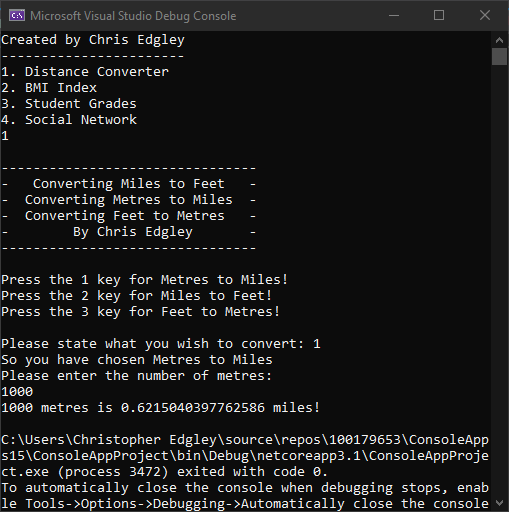 Microsoft Visual Studio Debug Console
Created by Chris Edgley
-----------------------
1. Distance Converter
2. BMI Index
3. Student Grades
4. Social Network
1
--------------------------------
-   Converting Miles to Feet   -
-  Converting Metres to Miles  -
-  Converting Feet to Metres   -
-        By Chris Edgley       -
--------------------------------
Press the 1 key for Metres to Miles!
Press the 2 key for Miles to Feet!
Press the 3 key for Feet to Metres!
Please state what you wish to convert: 1
So you have chosen Metres to Miles
Please enter the number of metres:
1000
1000 metres is 0.6215040397762586 miles!
C:\Users\Christopher Edgley\source\repos\100179653\ConsoleApp
s15\ConsoleAppProject\bin\Debug\netcoreapp3.1\ConsoleAppProje
ct.exe (process 3472) exited with code 0.
To automatically close the console when debugging stops, enab
le Tools->Options->Debugging->Automatically close the console